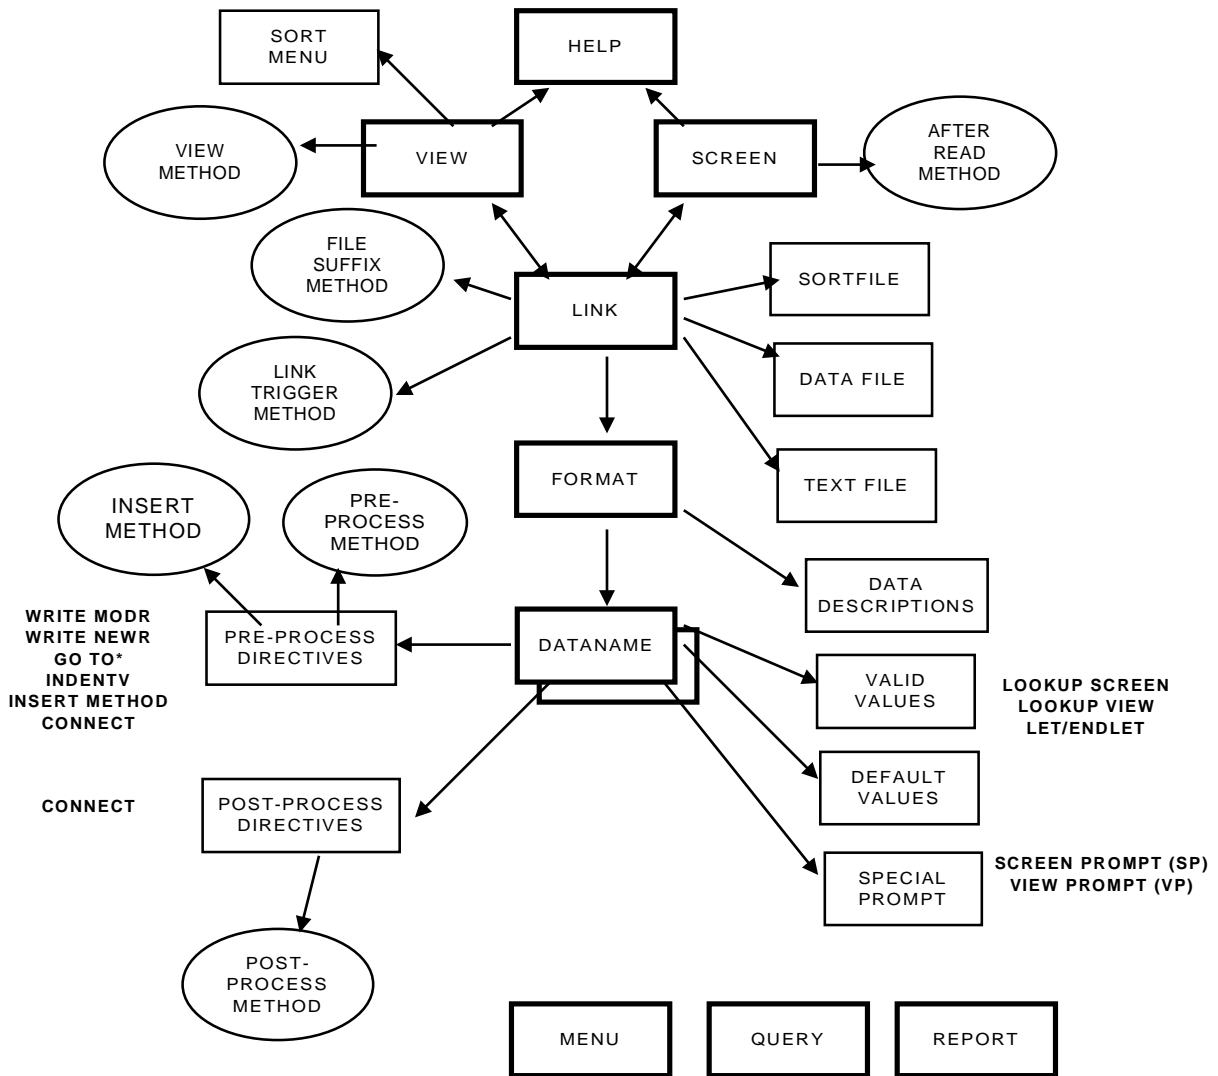 SORT
MENU
HELP
VIEW
METHOD
VIEW
SCREEN
AFTER
READ
METHOD
FILE
SUFFIX
METHOD
LINK
SORTFILE
LINK
TRIGGER
METHOD
DATA FILE
FORMAT
TEXT FILE
INSERT
METHOD
PRE-
PROCESS
METHOD
DATA
DESCRIPTIONS
WRITE MODR
WRITE NEWR
GO TO*
INDENTV
INSERT METHOD
CONNECT
PRE-PROCESS
DIRECTIVES
DATANAME
VALID
VALUES
LOOKUP SCREEN
LOOKUP VIEW
LET/ENDLET
CONNECT
POST-PROCESS
DIRECTIVES
DEFAULT
VALUES
SPECIAL
PROMPT
SCREEN PROMPT (SP)
VIEW PROMPT (VP)
POST-
PROCESS
METHOD
MENU
QUERY
REPORT